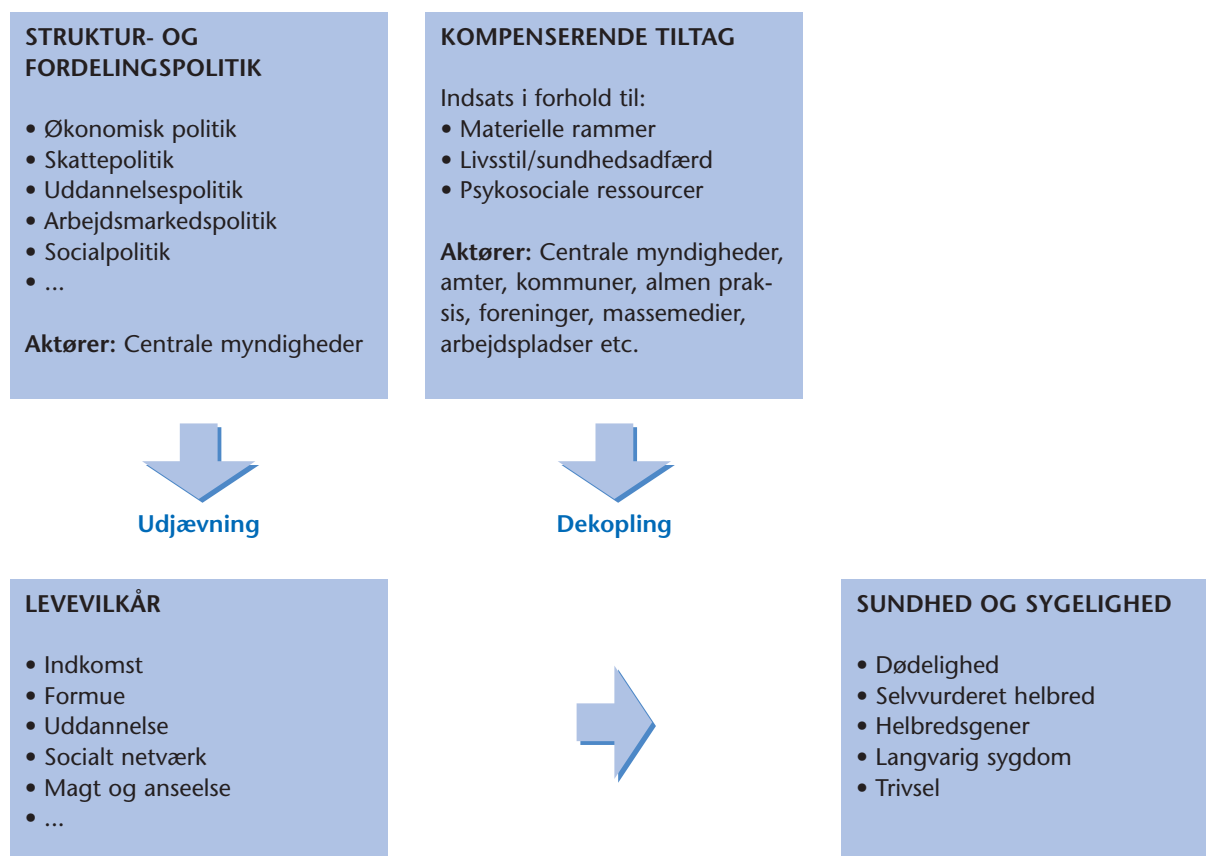 STRUKTUR- OG
FORDELINGSPOLITIK
• Økonomisk politik
• Skattepolitik
• Uddannelsespolitik
• Arbejdsmarkedspolitik
• Socialpolitik
• ...
Aktører: Centrale myndigheder
KOMPENSERENDE TILTAG
Indsats i forhold til:
• Materielle rammer
• Livsstil/sundhedsadfærd
• Psykosociale ressourcer
Aktører: Centrale myndigheder,
amter, kommuner, almen prak-
sis, foreninger, massemedier,
arbejdspladser etc.
Udjævning
Dekopling
LEVEVILKÅR
• Indkomst
• Formue
• Uddannelse
• Socialt netværk
• Magt og anseelse
• ...
SUNDHED OG SYGELIGHED
• Dødelighed
• Selvvurderet helbred
• Helbredsgener
• Langvarig sygdom
• Trivsel